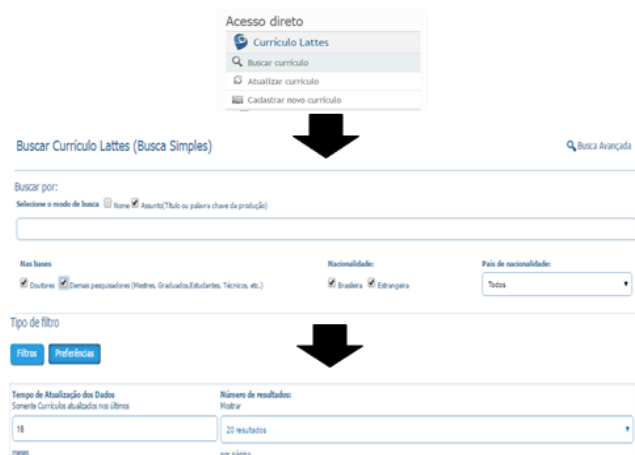 Acesso direto
Currículo Lattes
Buscar currículo
Atualizar currículo
Cadastrar novo currículo
Buscar Currículo Lattes (Busca Simples)
Busca Avançada
Buscar por:
Selecione o modo de busca Nome Assunto(Título ou palavra chave da produção)
Nas bases
Nacionalidade:
País de nacionalidade:
Doutores Demais pesquisadores (Mestres, Graduados,Estudantes, Técnicos, etc.)
Brasileira Estrangeira
Todos
Tipo de filtro
Filtros Preferências
Tempo de Atualização dos Dados
Somente Currículos atualizados nos últimos
18
meses
Número de resultados:
Mostrar
20 resultados
por página